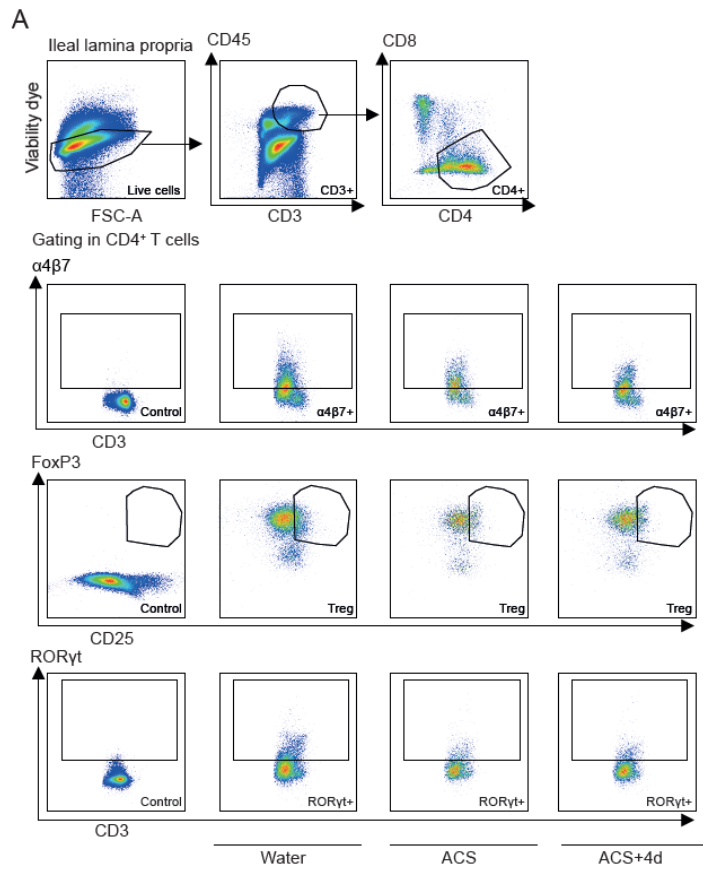 A
Ileal lamina propria
CD45
CD8
Viability dye
Live cells
CD3+
CD4+
FSC-A
CD3
CD4
Gating in CD4⁺ T cells
α4β7
Control
α4β7+
α4β7+
α4β7+
CD3
FoxP3
Control
Treg
Treg
Treg
CD25
RORγt
Control
RORγt+
RORγt+
RORγt+
CD3
Water
ACS
ACS+4d